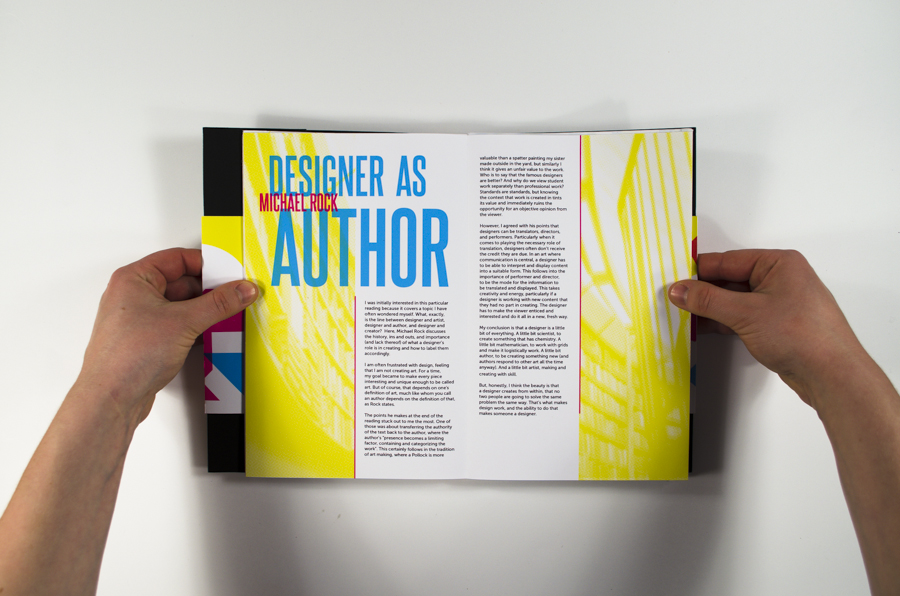 DESIGNER AS
MICHAEL ROCK
AUTHOR
I was initially interested in this particular
reading because it covers a topic I have
often wondered myself. What, exactly,
is the line between designer and artist,
designer and author, and designer and
creator? Here, Michael Rock discusses
the history, ins and outs, and importance
(and lack thereof) of what a designer's
role is in creating and how to label them
accordingly.
I am often frustrated with design, feeling
that I am not creating art. For a time,
my goal became to make every piece
interesting and unique enough to be called
art. But of course, that depends on one's
definition of art, much like whom you call
an author depends on the definition of that,
as Rock states.
The points he makes at the end of the
reading stuck out to me the most. One of
those was about transferring the authority
of the text back to the author, where the
author's "presence becomes a limiting
factor, containing and categorizing the
work". This certainly follows in the tradition
of art making, where a Pollock is more
valuable than a spatter painting my sister
made outside in the yard, but similarly I
think it gives an unfair value to the work.
Who is to say that the famous designers
are better? And why do we view student
work separately than professional work?
Standards are standards, but knowing
the context that work is created in tints
its value and immediately ruins the
opportunity for an objective opinion from
the viewer.
However, I agreed with his points that
designers can be translators, directors,
and performers. Particularly when it
comes to playing the necessary role of
translation, designers often don't receive
the credit they are due. In an art where
communication is central, a designer has
to be able to interpret and display content
into a suitable form. This follows into the
importance of performer and director,
to be the mode for the information to
be translated and displayed. This takes
creativity and energy, particularly if a
designer is working with new content that
they had no part in creating. The designer
has to make the viewer enticed and
interested and do it all in a new, fresh way.
My conclusion is that a designer is a little
bit of everything. A little bit scientist, to
create something that has chemistry. A
little bit mathematician, to work with grids
and make it logistically work. A little bit
author, to be creating something new (and
authors respond to other art all the time
anyway). And a little bit artist, making and
creating with skill.
But, honestly, I think the beauty is that
a designer creates from within, that no
two people are going to solve the same
problem the same way. That's what makes
design work, and the ability to do that
makes someone a designer.